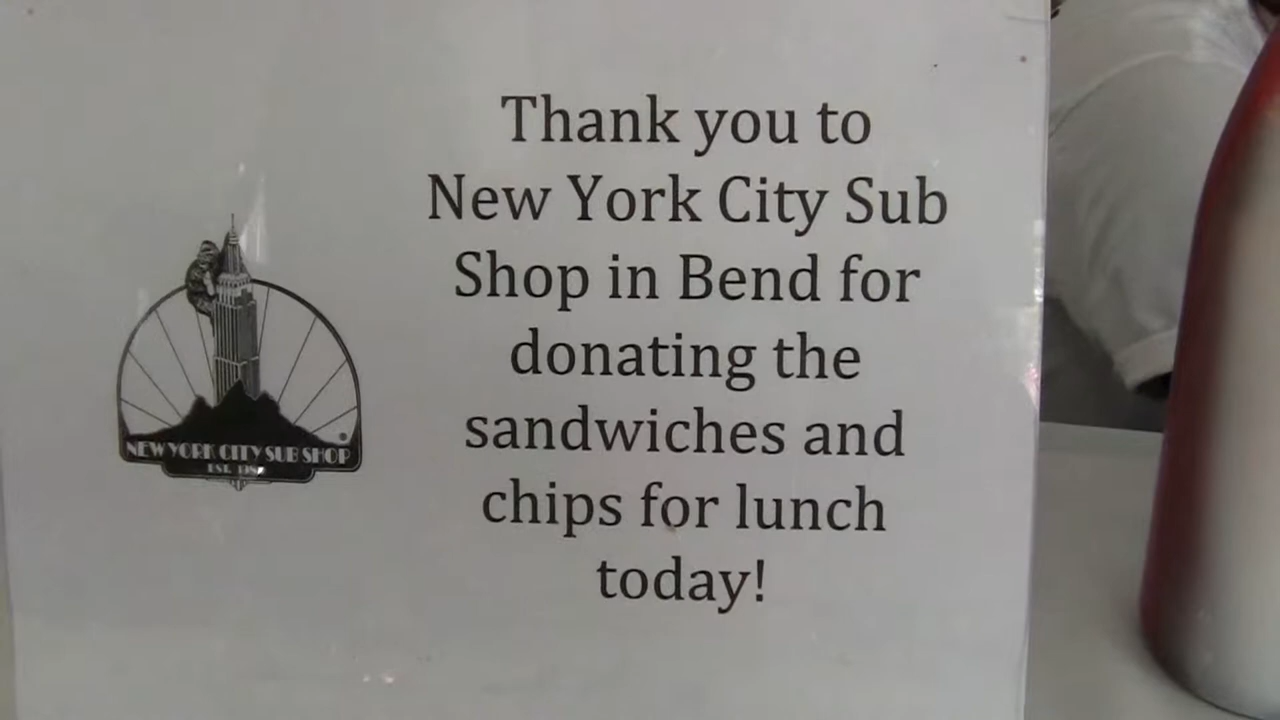 Thank you to
New York City Sub
Shop in Bend for
donating the
sandwiches and
chips for lunch
today!
NEW YORK CITY SUB SHOP
EST.